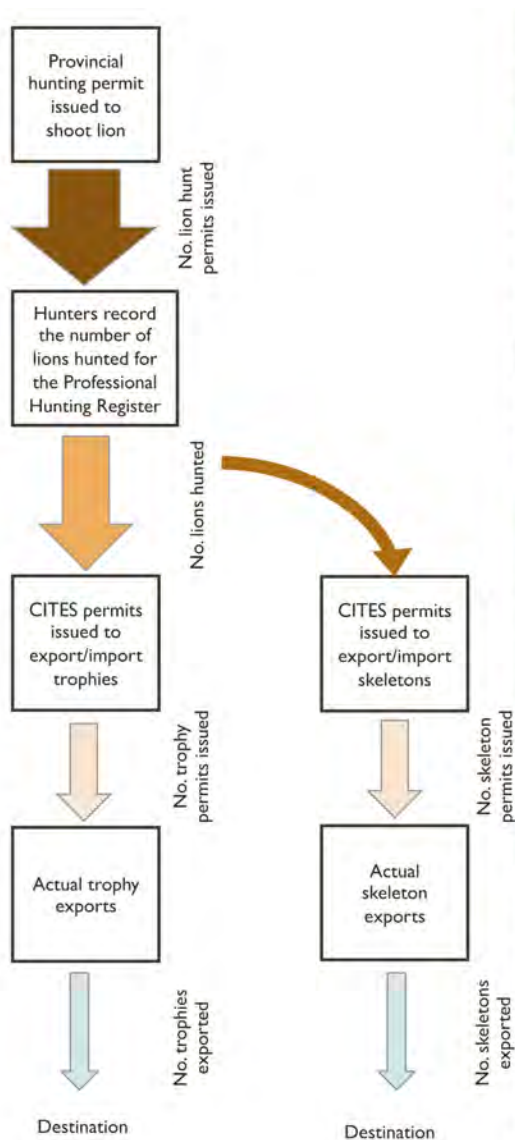 Provincial
hunting permit
issued to
shoot lion
No. lion hunt
permits issued
Hunters record
the number of
lions hunted for
the Professional
Hunting Register
No. lions hunted
CITES permits
issued to
export/import
trophies
CITES permits
issued to
export/import
skeletons
No. trophy
permits issued
No. skeleton
permits issued
Actual trophy
exports
Actual
skeleton
exports
No. trophies
exported
No. skeletons
exported
Destination
Destination